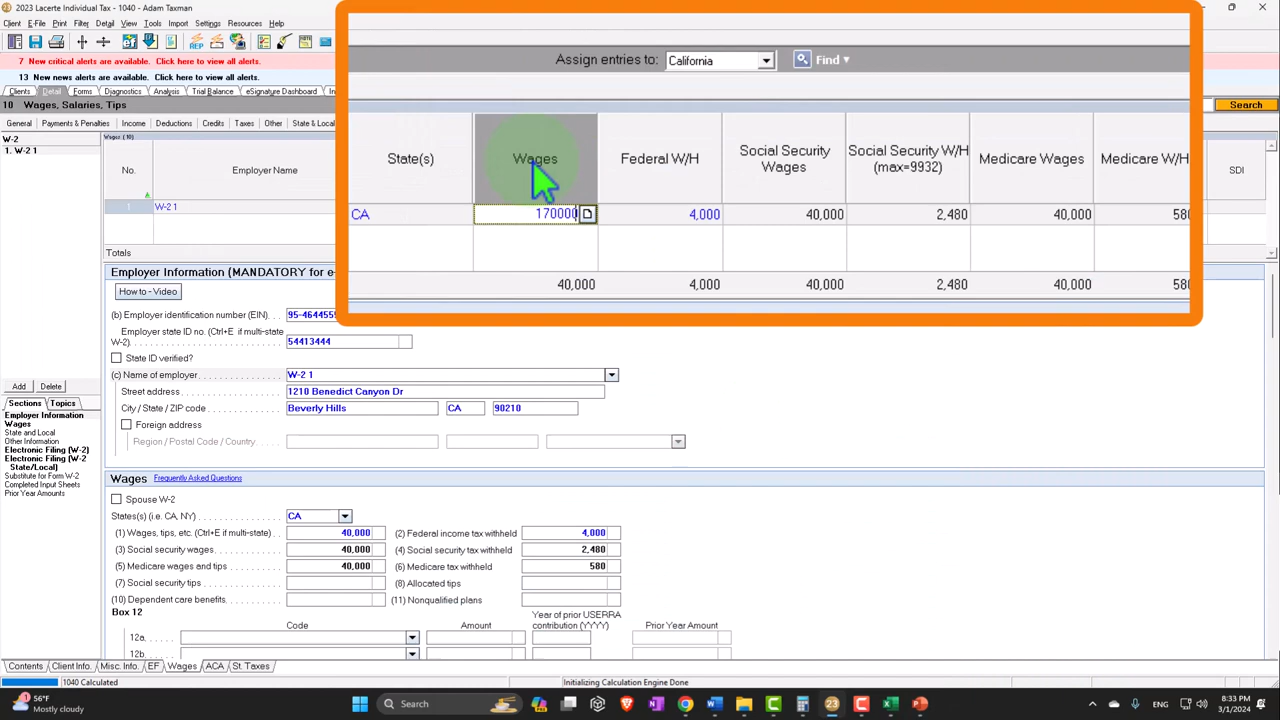 2023 Lacerte Individual Tax - 1040 - Adam Taxman
Client E-File Print Filter Detail View Tools Import Settings Resources Help
REP
7 New critical alerts are available. Click here to view all alerts.
13 New news alerts are available. Click here to view all alerts.
Clients Detail Forms Diagnostics Analysis Trial Balance eSignature Dashboard
10 Wages, Salaries, Tips
Search
General Payments & Penalties Income Deductions Credits Taxes Other State & Local
W-2
1. W-2 1
Wages (10)
No. Employer Name
SDI
1 W-2 1
Totals
Assign entries to: California Find
State(s) Wages Federal W/H Social Security Wages Social Security W/H (max=9932) Medicare Wages Medicare W/H
CA 170000 4,000 40,000 2,480 40,000 580
40,000 4,000 40,000 2,480 40,000 580
Employer Information (MANDATORY for e-
How to - Video
(b) Employer identification number (EIN) 95-4644555
Employer state ID no. (Ctrl+E if multi-state
W-2) 54413444
State ID verified?
(c) Name of employer W-2 1
Street address 1210 Benedict Canyon Dr
City / State / ZIP code Beverly Hills CA 90210
Foreign address
Region / Postal Code / Country
Add Delete
Sections Topics
Employer Information
Wages
State and Local
Other Information
Electronic Filing (W-2)
Electronic Filing (W-2
State/Local)
Substitute for Form W-2
Completed Input Sheets
Prior Year Amounts
Wages Frequently Asked Questions
Spouse W-2
States(s) (i.e. CA, NY) CA
(1) Wages, tips, etc. (Ctrl+E if multi-state) 40,000 (2) Federal income tax withheld 4,000
(3) Social security wages 40,000 (4) Social security tax withheld 2,480
(5) Medicare wages and tips 40,000 (6) Medicare tax withheld 580
(7) Social security tips (8) Allocated tips
(10) Dependent care benefits (11) Nonqualified plans
Box 12
Code Amount Year of prior USERRA contribution (YYYY) Prior Year Amount
12a
12b
Contents Client Info. Misc. Info. EF Wages ACA St. Taxes
1040 Calculated Initializing Calculation Engine Done
56°F
Mostly cloudy
Search
23
8:33 PM
3/1/2024